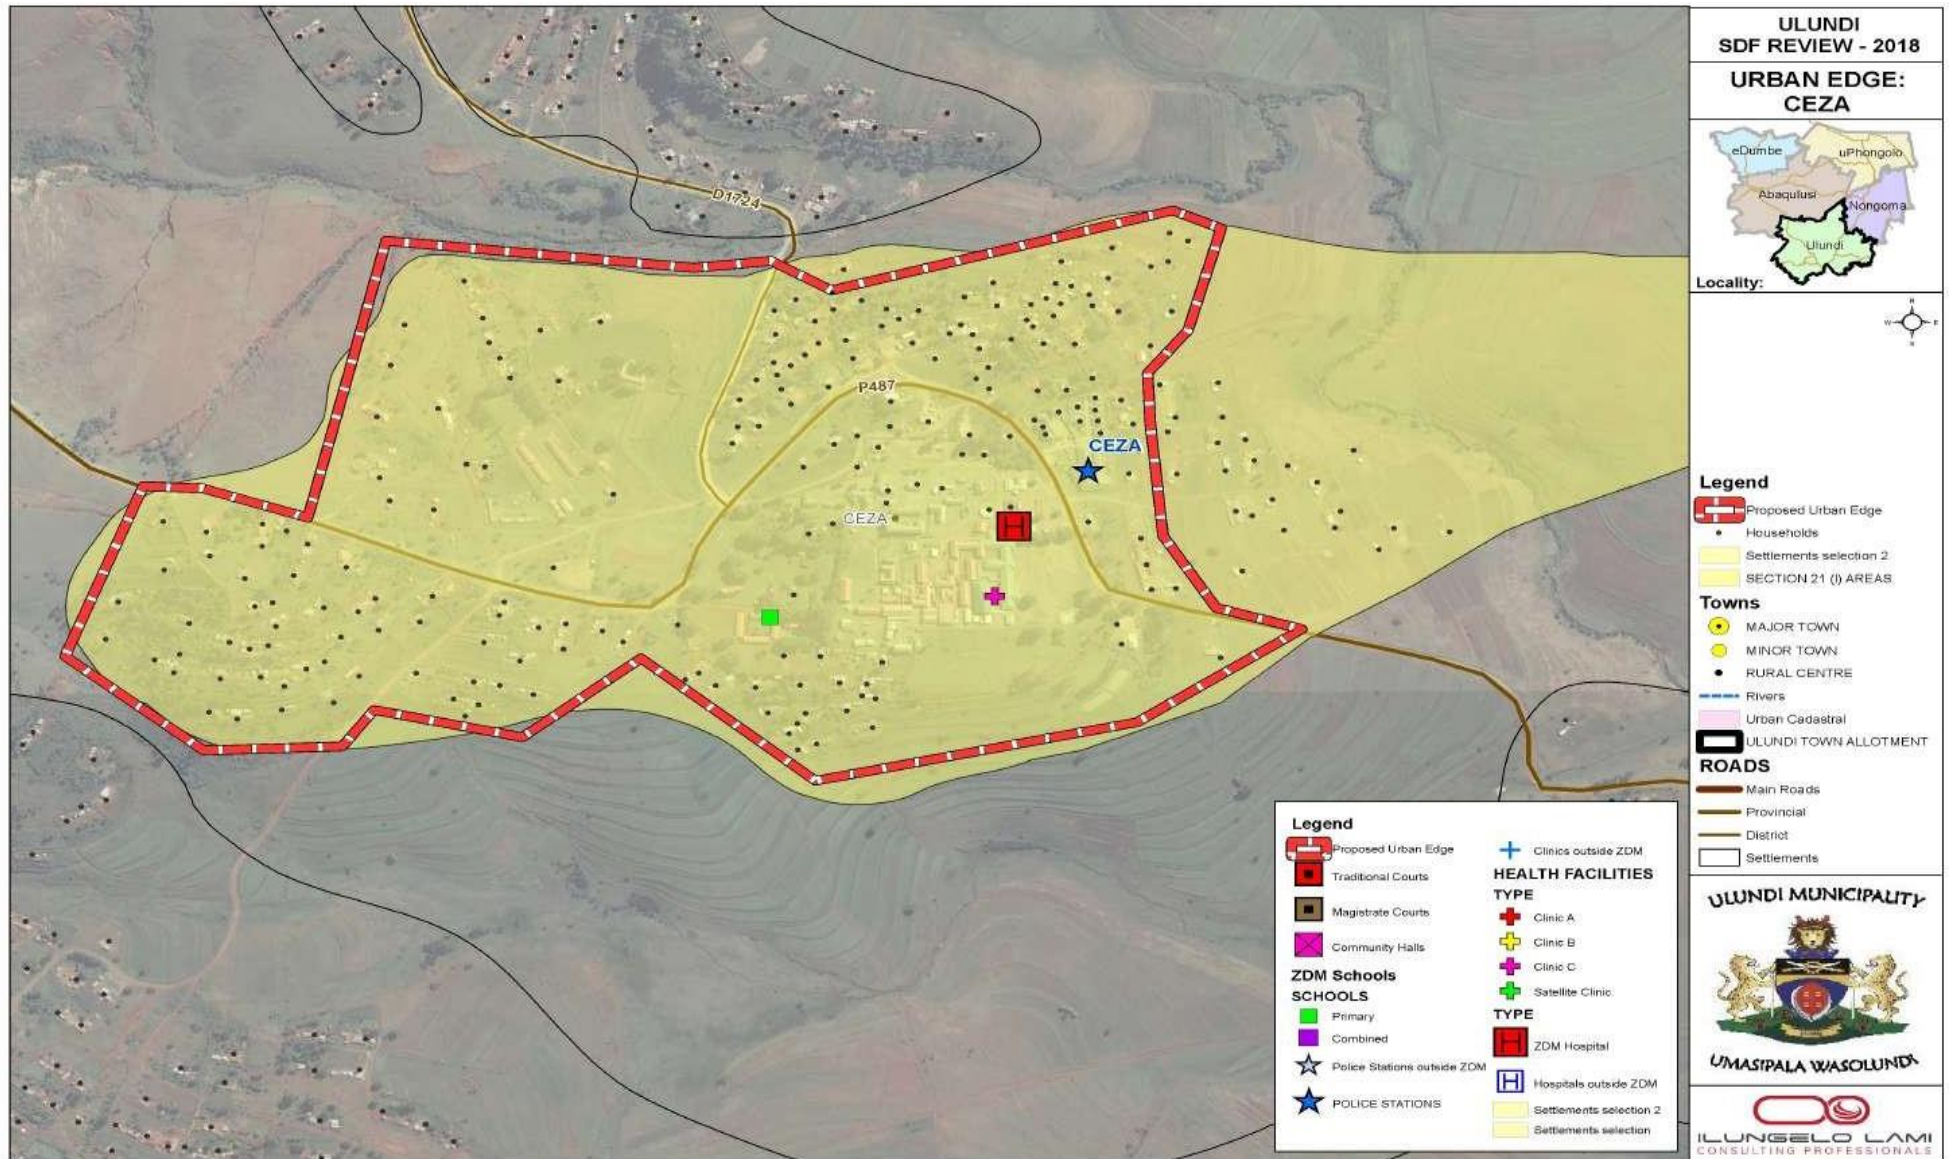 ULUNDI
SDF REVIEW - 2018
URBAN EDGE:
CEZA
eDumbe
uPhongolo
Abaqulusi
Nongoma
Ulundi
Locality:
N
W
E
S
D1724
P487
CEZA
CEZA
Legend
Proposed Urban Edge
Households
Settlements selection 2
SECTION 21 (I) AREAS
Towns
MAJOR TOWN
MINOR TOWN
RURAL CENTRE
Rivers
Urban Cadastral
ULUNDI TOWN ALLOTMENT
ROADS
Main Roads
Provincial
District
Settlements
Legend
Proposed Urban Edge
Traditional Courts
Magistrate Courts
Community Halls
ZDM Schools
SCHOOLS
Primary
Combined
Police Stations outside ZDM
POLICE STATIONS
Clinics outside ZDM
HEALTH FACILITIES
TYPE
Clinic A
Clinic B
Clinic C
Satellite Clinic
TYPE
H ZDM Hospital
H Hospitals outside ZDM
Settlements selection 2
Settlements selection
H
ULUNDI MUNICIPALITY
UMASIPALA WASOLUNDI
ILUNGELO LAMI
CONSULTING PROFESSIONALS